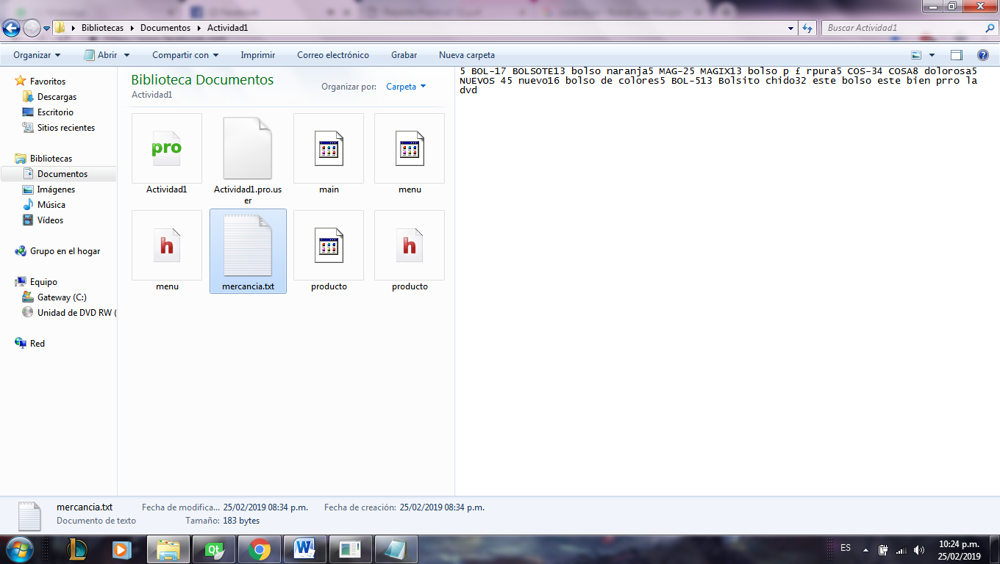 Bibliotecas Documentos Actividad1
Buscar Actividad1
Organizar Abrir Compartir con Imprimir Correo electrónico Grabar Nueva carpeta
Favoritos
Descargas
Escritorio
Sitios recientes
Bibliotecas
Documentos
Imágenes
Música
Vídeos
Grupo en el hogar
Equipo
Gateway (C:)
Unidad de DVD RW (
Red
Biblioteca Documentos
Actividad1
Organizar por: Carpeta
pro
Actividad1
Actividad1.pro.us
er
main
menu
h
menu
mercancia.txt
producto
h
producto
5 BOL-17 BOLSOTE13 bolso naranja5 MAG-25 MAGIX13 bolso p £ rpura5 COS-34 COSA8 dolorosa5
NUEVOS 45 nuevo16 bolso de colores5 BOL-513 Bolsito chido32 este bolso este bien prro la
dvd
mercancia.txt
Documento de texto
Fecha de modifica... 25/02/2019 08:34 p.m.
Tamaño: 183 bytes
Fecha de creación: 25/02/2019 08:34 p.m.
Qt
W
ES
10:24 p.m.
25/02/2019